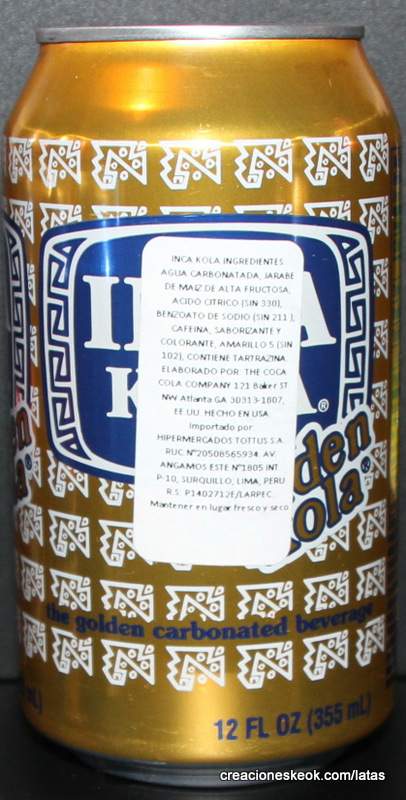 INCA KOLA INGREDIENTES
AGUA CARBONATADA, JARABE
DE MAIZ DE ALTA FRUCTOSA,
ACIDO CITRICO (SIN 330),
BENZOATO DE SODIO (SIN 211),
CAFEINA, SABORIZANTE Y
COLORANTE, AMARILLO 5 (SIN
102), CONTIENE TARTRAZINA.
ELABORADO POR: THE COCA
COLA COMPANY 121 Baker ST
NW Atlanta GA 30313-1807,
EE.UU. HECHO EN USA
Importado por:
HIPERMERCADOS TOTTUS S.A.
RUC. N°20508565934. AV.
ANGAMOS ESTE N°1805 INT
P-10, SURQUILLO, LIMA, PERU
R.S. P1402712E/LARPEC.
Mantener en lugar fresco y seco
the golden carbonated beverage
12 FL OZ (355 mL)
creacioneskeok.com/latas